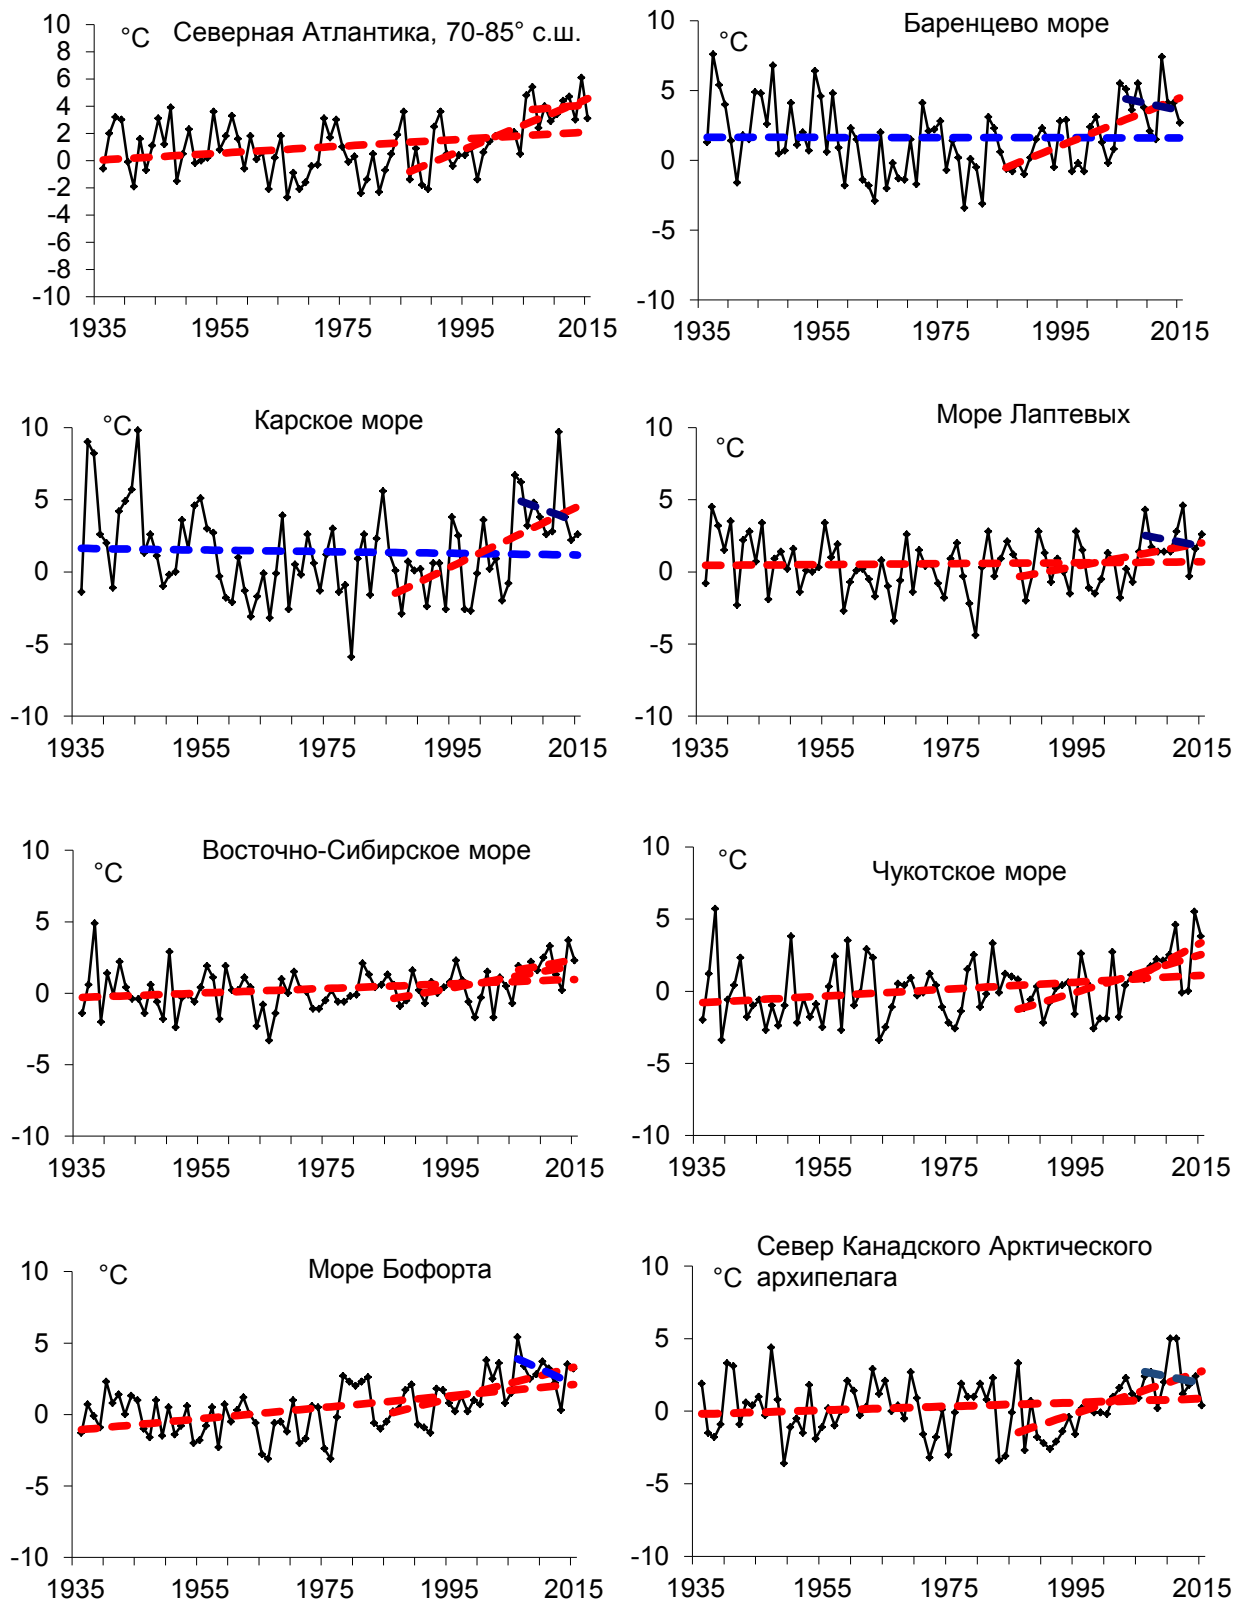 °C
Северная Атлантика, 70-85° с.ш.
10
8
6
4
2
0
-2
-4
-6
-8
-10
1935 1955 1975 1995 2015
°C
Баренцево море
10
5
0
-5
-10
1935 1955 1975 1995 2015
°C
Карское море
10
5
0
-5
-10
1935 1955 1975 1995 2015
Море Лаптевых
°C
10
5
0
-5
-10
1935 1955 1975 1995 2015
Восточно-Сибирское море
°C
10
5
0
-5
-10
1935 1955 1975 1995 2015
°C
Чукотское море
10
5
0
-5
-10
1935 1955 1975 1995 2015
°C
Море Бофорта
10
5
0
-5
-10
1935 1955 1975 1995 2015
Север Канадского Арктического
°C архипелага
10
5
0
-5
-10
1935 1955 1975 1995 2015